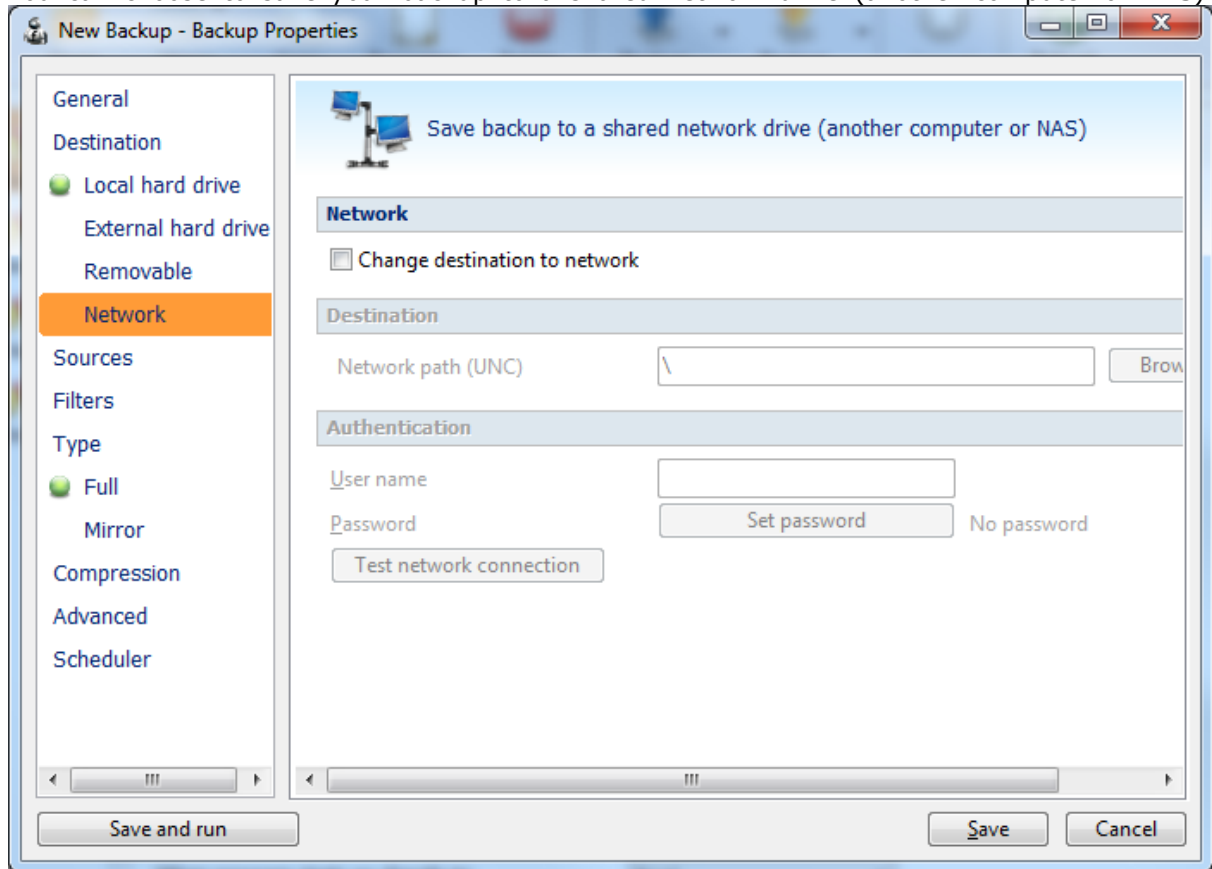 New Backup - Backup Properties
General
Destination
Local hard drive
External hard drive
Removable
Network
Sources
Filters
Type
Full
Mirror
Compression
Advanced
Scheduler
Save backup to a shared network drive (another computer or NAS)
Network
Change destination to network
Destination
Network path (UNC) \ Brow
Authentication
User name
Password Set password No password
Test network connection
Save and run Save Cancel